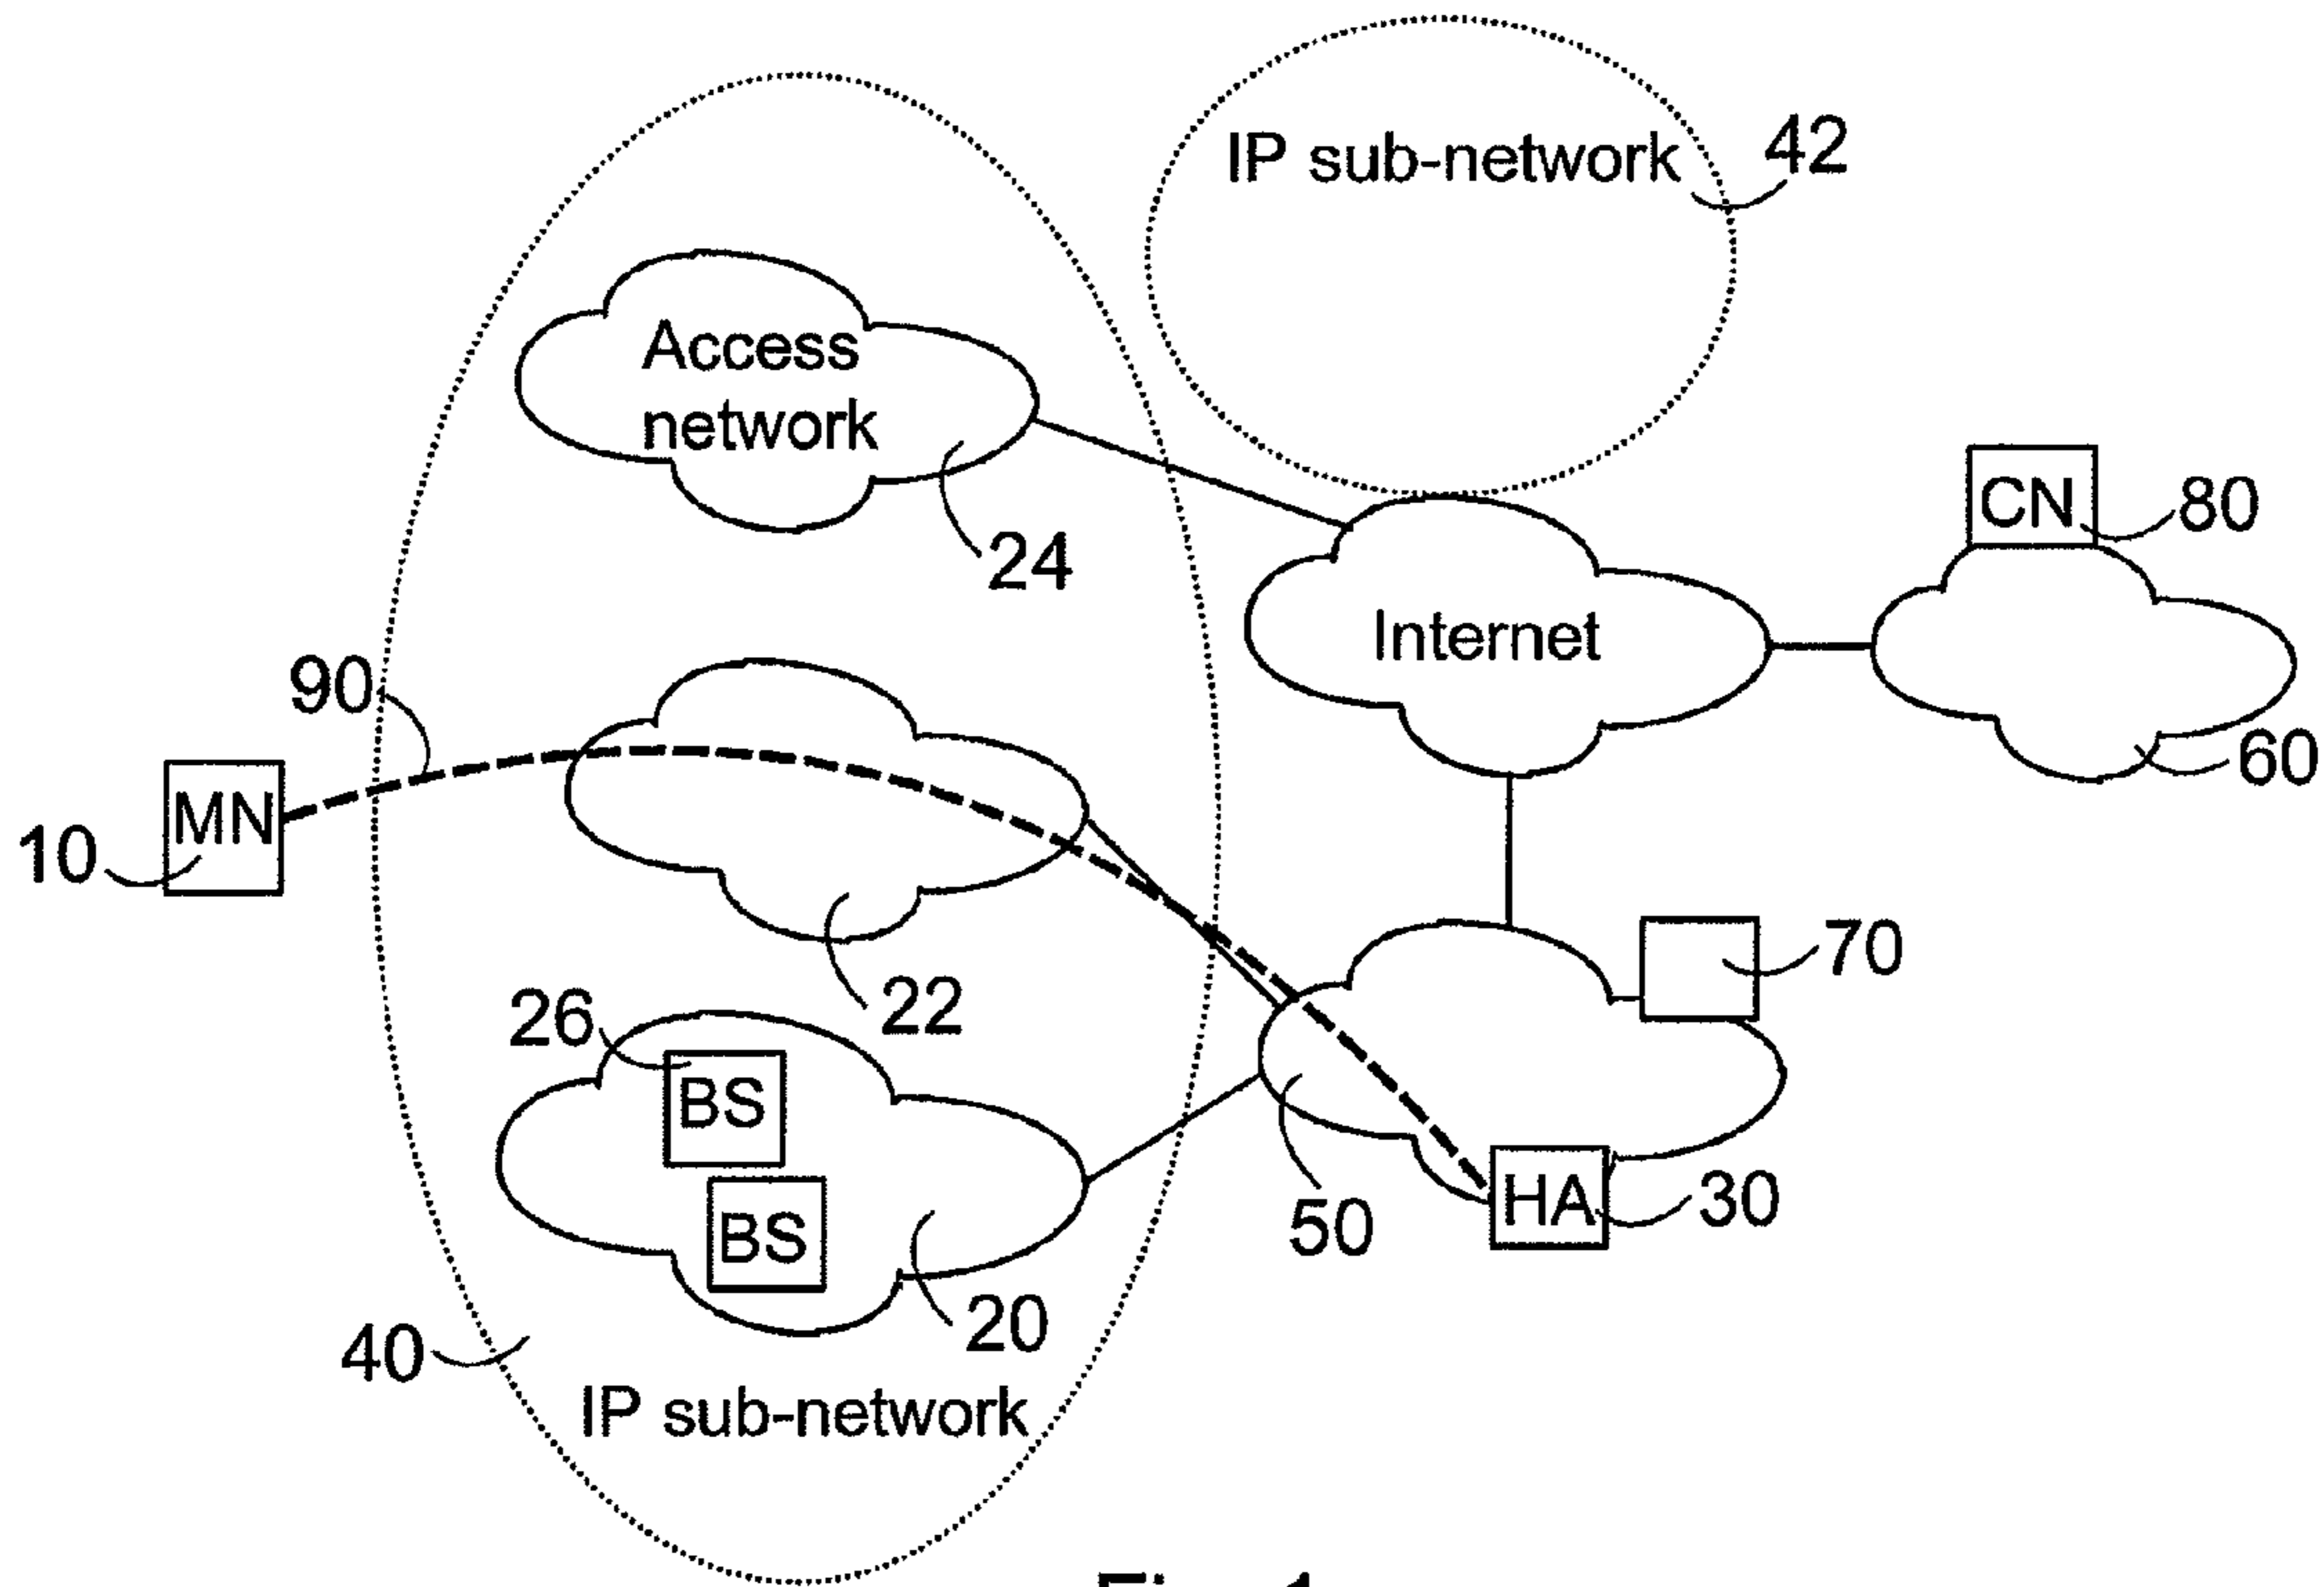 IP sub-network
42
Access
network
24
CN
80
Internet
60
90
MN
10
22
70
26
BS
BS
50
HA
30
20
40
IP sub-network